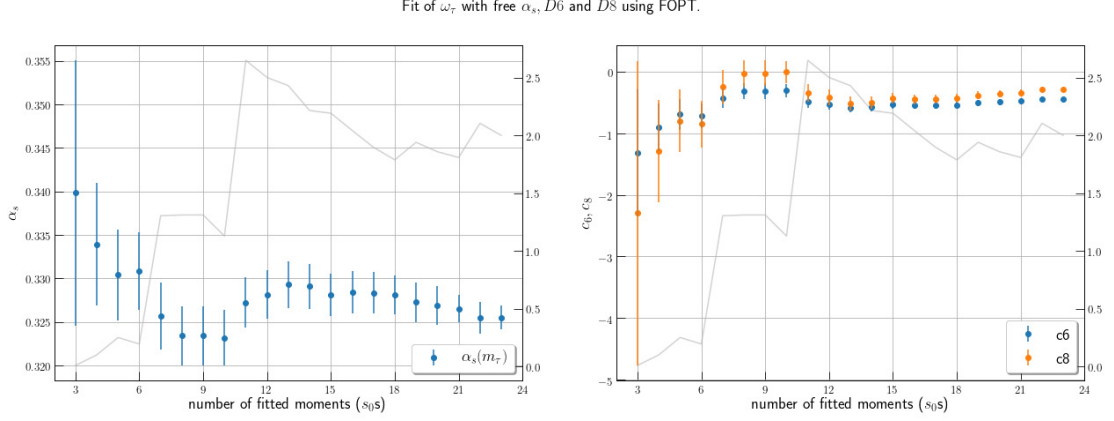 Fit of ω_τ with free α_s, D6 and D8 using FOPT.
0.355
0.350
0.345
0.340
0.335
0.330
0.325
0.320
α_s
2.5
2.0
1.5
1.0
0.5
0.0
α_s(m_τ)
3 6 9 12 15 18 21 24
number of fitted moments (s_0s)
0
−1
−2
−3
−4
−5
c_6, c_8
2.5
2.0
1.5
1.0
0.5
0.0
c6
c8
3 6 9 12 15 18 21 24
number of fitted moments (s_0s)